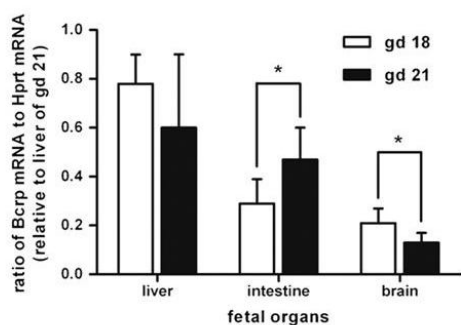 ratio of Bcrp mRNA to Hprt mRNA
(relative to liver of gd 21)
1.0
0.8
0.6
0.4
0.2
0.0
gd 18
gd 21
*
*
liver
intestine
brain
fetal organs